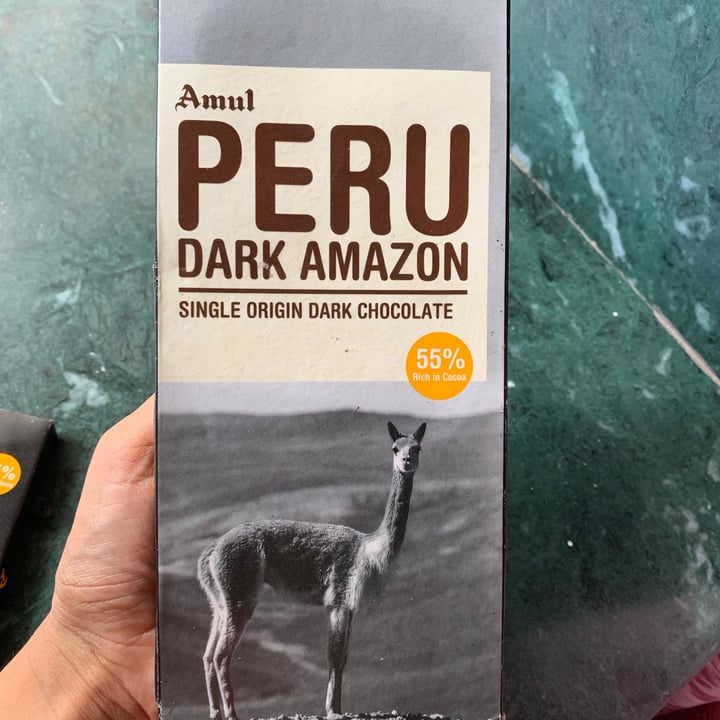 Amul
PERU
DARK AMAZON
SINGLE ORIGIN DARK CHOCOLATE
55%
Rich in Cocoa
%